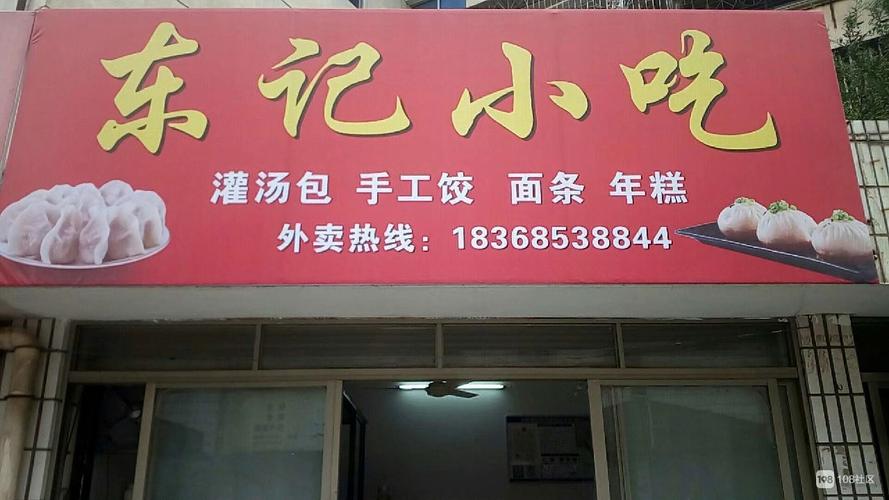 东记小吃
灌汤包 手工饺 面条 年糕
外卖热线：18368538844
108社区